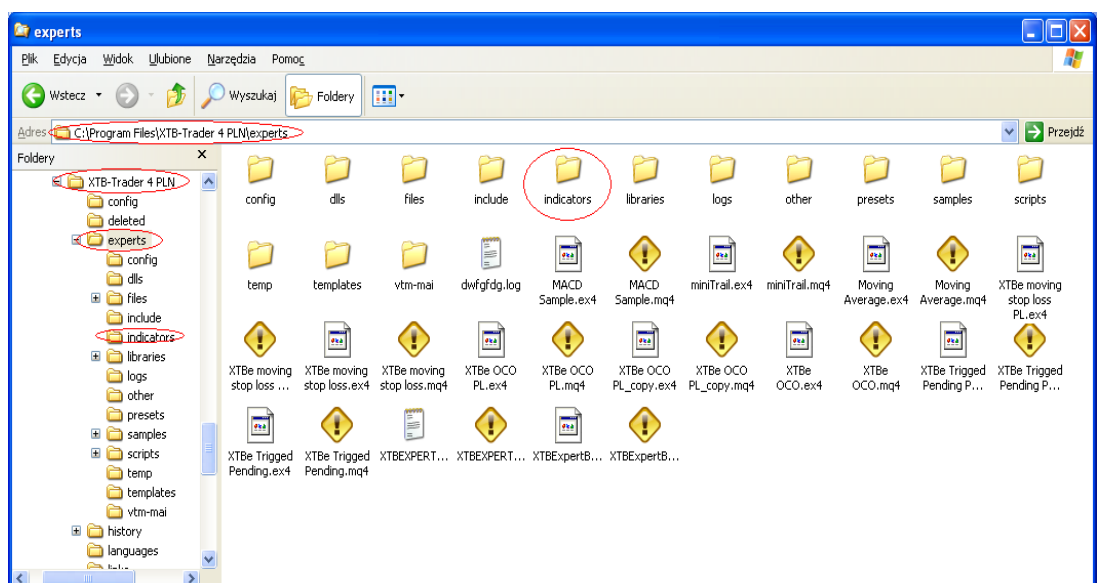 experts
Plik Edycja Widok Ulubione Narzędzia Pomoc
Wstecz Wyszukaj Foldery
Adres C:\Program Files\XTB-Trader 4 PLN\experts Przejdź
Foldery x
XTB-Trader 4 PLN
config
deleted
experts
config
dlls
files
include
indicators
libraries
logs
other
presets
samples
scripts
temp
templates
vtm-mai
history
languages
links
config dlls files include indicators libraries logs other presets samples scripts
temp templates vtm-mai dwfgfdg.log MACD Sample.ex4 MACD Sample.mq4 miniTrail.ex4 miniTrail.mq4 Moving Average.ex4 Moving Average.mq4 XTBe moving stop loss PL.ex4
XTBe moving stop loss ... XTBe moving stop loss.ex4 XTBe moving stop loss.mq4 XTBe OCO PL.ex4 XTBe OCO PL.mq4 XTBe OCO PL_copy.ex4 XTBe OCO PL_copy.mq4 XTBe OCO.ex4 XTBe OCO.mq4 XTBe Trigged Pending P... XTBe Trigged Pending P...
XTBe Trigged Pending.ex4 XTBe Trigged Pending.mq4 XTBEXPERT... XTBEXPERT... XTBExpertB... XTBExpertB...